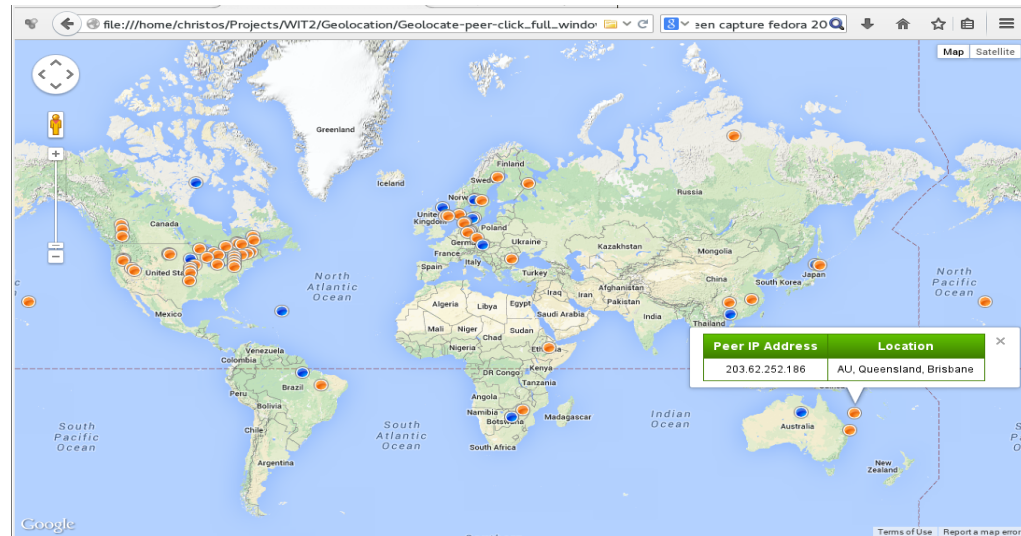 file:///home/christos/Projects/WIT2/Geolocation/Geolocate-peer-click_full_windo
een capture fedora 20
Map Satellite
Greenland
Iceland
Finland
Swed
Norw
Russia
Canada
United
Kingdom
Poland
Germ
Ukraine
France
Kazakhstan
Mongolia
United Sta
Spain
Italy
Turkey
China
Japan
South Korea
North
Atlantic
Ocean
North
Pacific
Ocean
Mexico
Algeria
Libya
Egypt
Iraq
Iran
Afghanistan
Pakistan
Saudi Arabia
India
Thailand
Mali
Niger
Chad
Sudan
Nigeria
Eth
Venezuela
Colombia
DR Congo
Kenya
Tanzania
Peer IP Address Location
203.62.252.186 AU, Queensland, Brisbane
Brazil
Peru
Bolivia
Angola
Namibia
Botswana
Madagascar
Indian
Ocean
Australia
South
Pacific
Ocean
Chile
South
Atlantic
Ocean
South Africa
Argentina
New
Zealand
S
P
O
Google
Terms of Use Report a map error